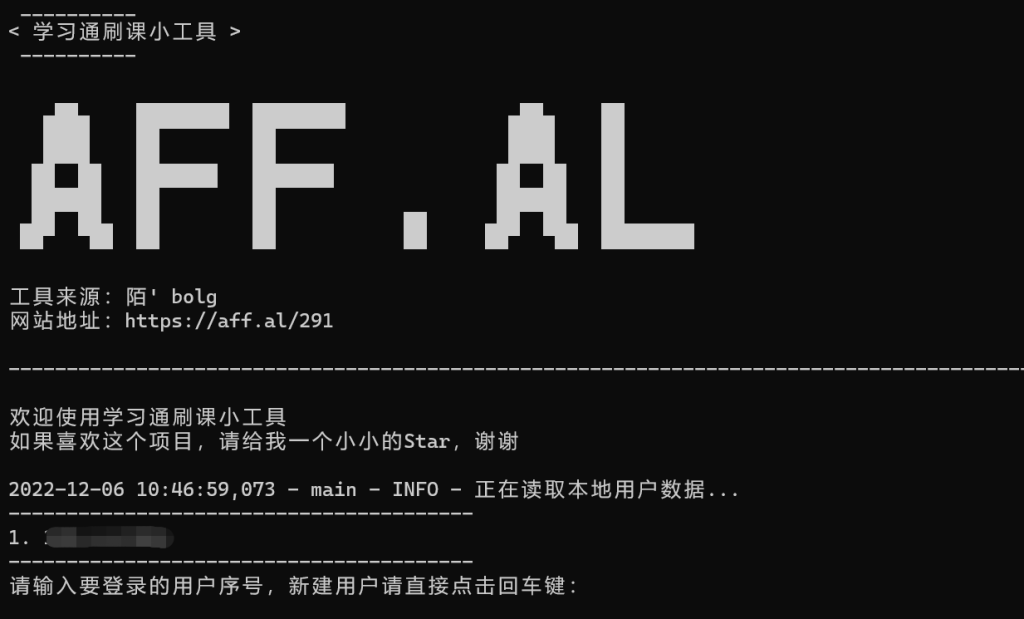 __________
< 学习通刷课小工具 >
----------
AFF.AL
工具来源：陌' bolg
网站地址：https://aff.al/291
----------------------------------------------------------------------------------------
欢迎使用学习通刷课小工具
如果喜欢这个项目，请给我一个小小的Star，谢谢
2022-12-06 10:46:59,073 - main - INFO - 正在读取本地用户数据...
----------------------------------------
1.
----------------------------------------
请输入要登录的用户序号，新建用户请直接点击回车键：